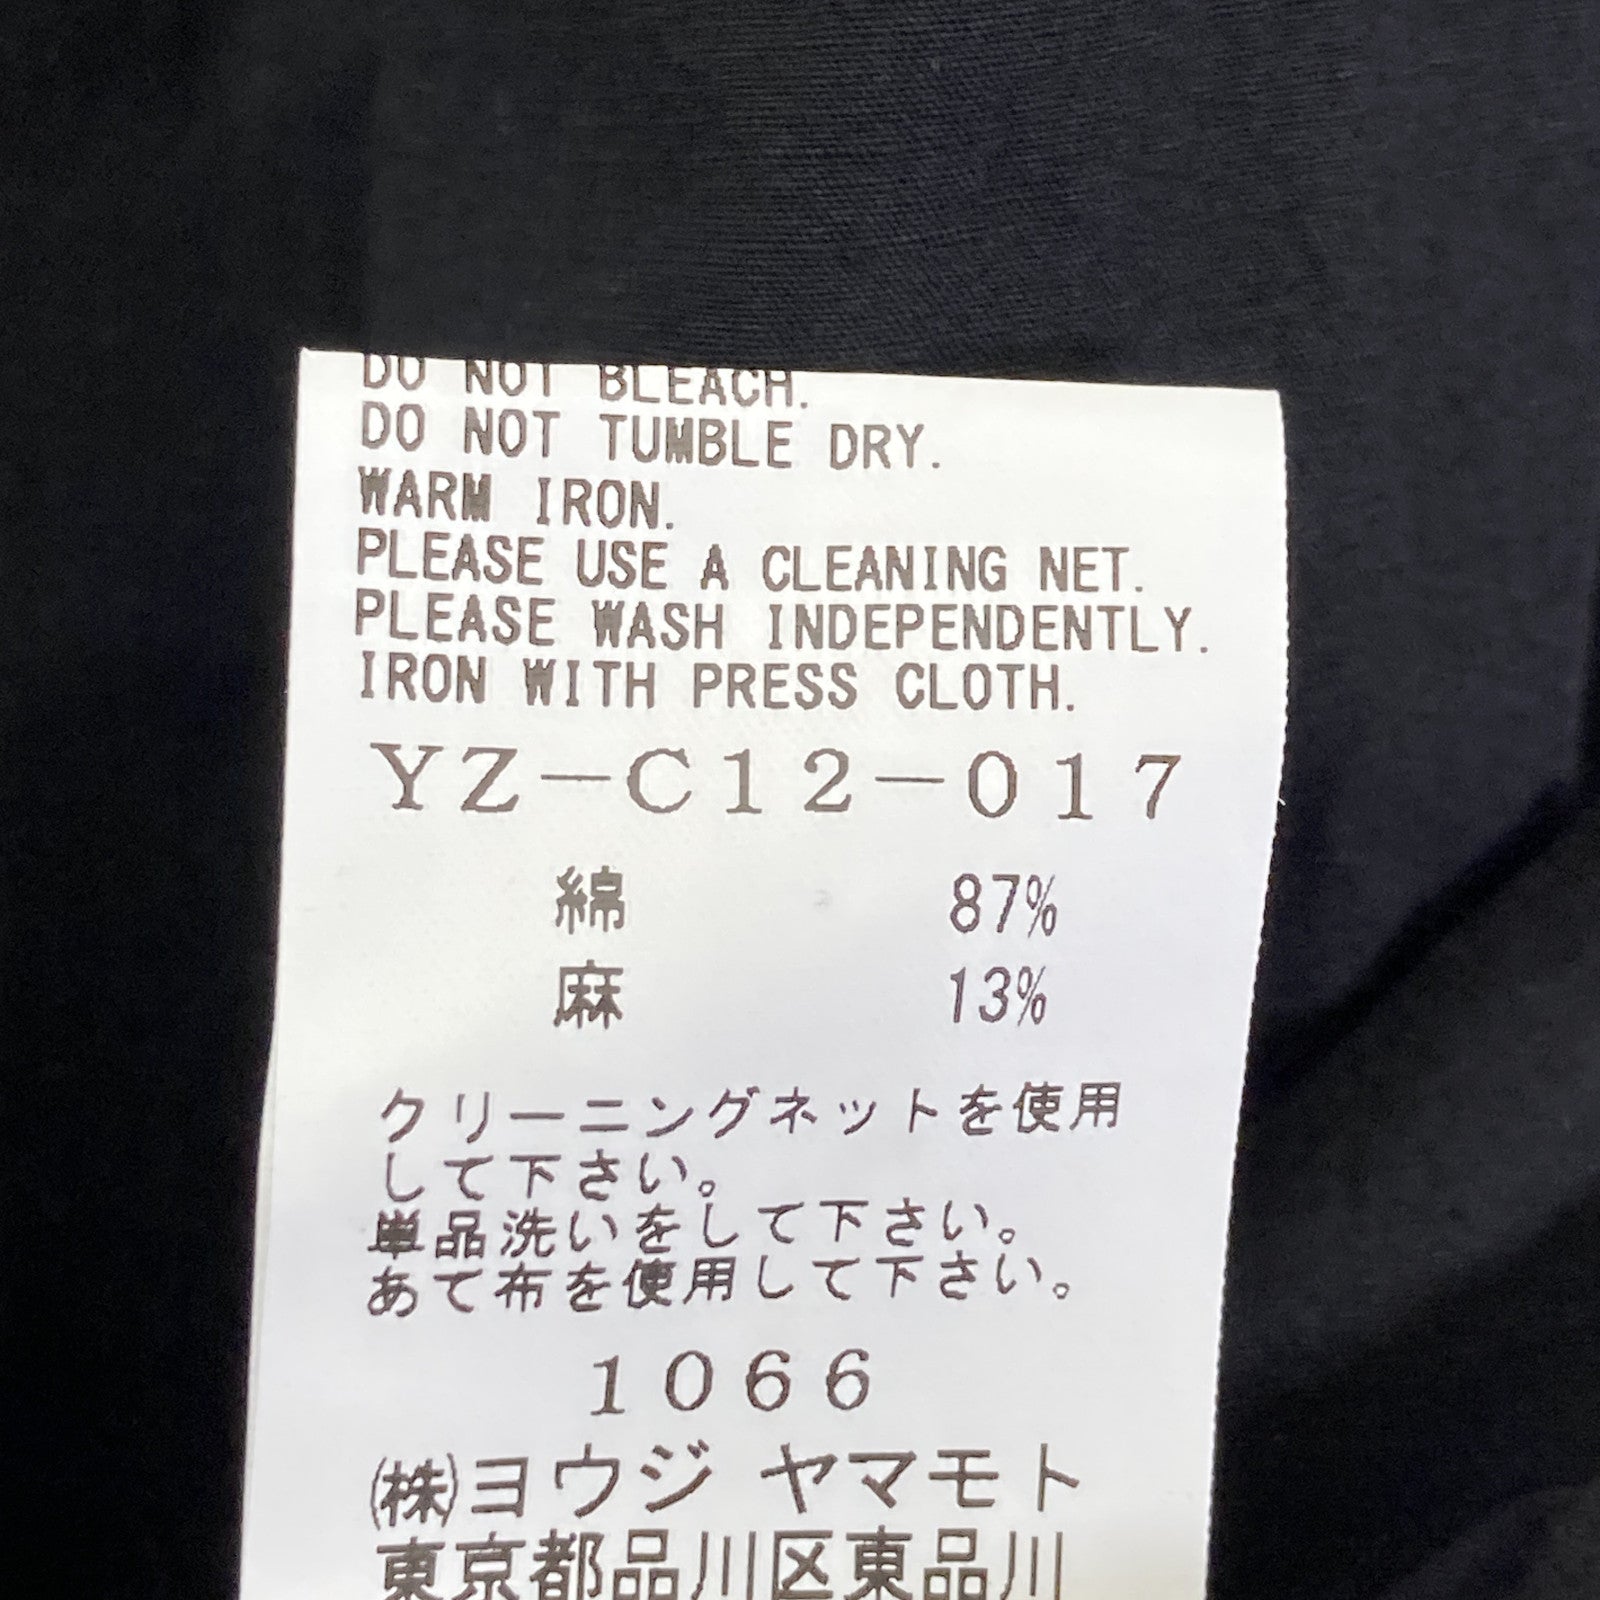 DO NOT BLEACH.
DO NOT TUMBLE DRY.
WARM IRON.
PLEASE USE A CLEANING NET.
PLEASE WASH INDEPENDENTLY.
IRON WITH PRESS CLOTH.
YZ-C12-017
綿 87%
麻 13%
クリーニングネットを使用
して下さい。
単品洗いをして下さい。
あて布を使用して下さい。
1066
(株)ヨウジ ヤマモト
東京都品川区東品川